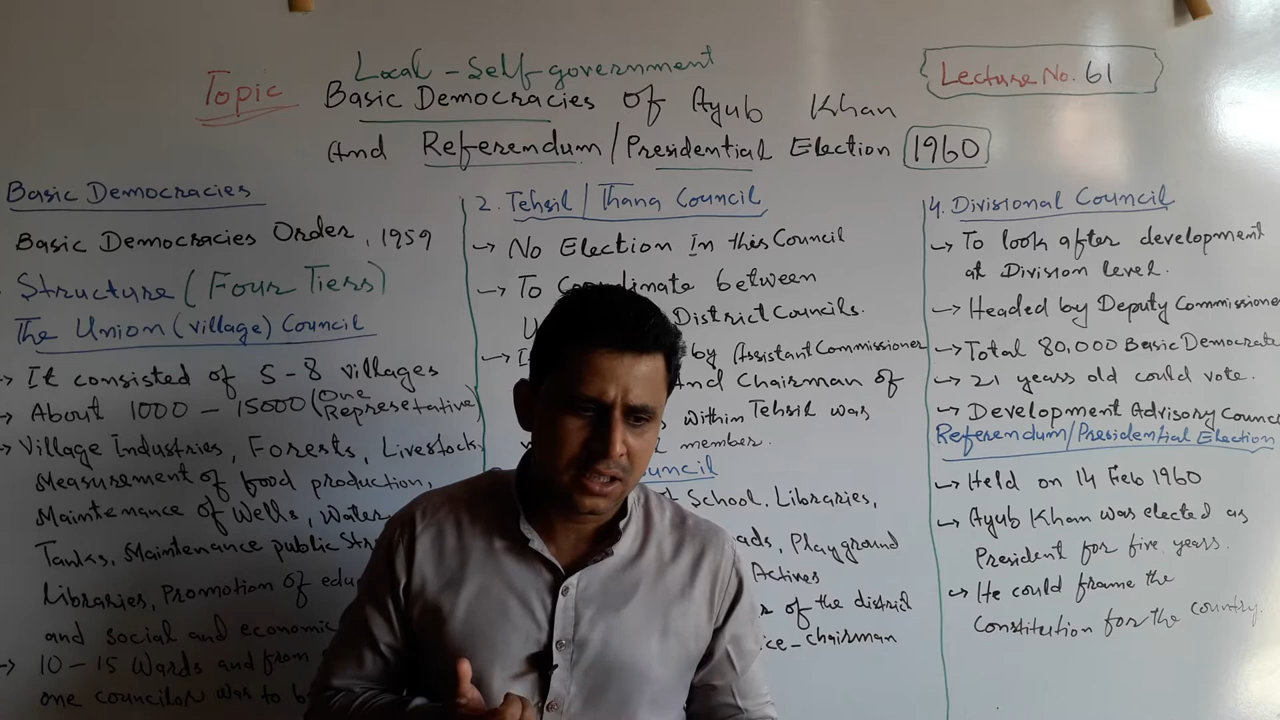 Local-Self-government
Topic Basic Democracies of Ayub Khan
And Referendum/Presidential Election 1960
Lecture No. 61
Basic Democracies
Basic Democracies Order, 1959
Structure (Four Tiers)
The Union (village) Council
→ It consisted of 5-8 villages
→ About 1000-15000 (One Represetative)
→ Village Industries, Forests, Livestock,
Measurement of food production,
Maintenance of Wells, Water
Tanks, Maintenance public
Libraries, Promotion of
and social and economic
→ 10-15 Wards and from
one councilor was to
2. Tehsil/Thana Council
→ No Election In this Council
→ To Coordinate between
District Councils.
by Assistant Commissioner
And Chairman of
within Tehsil was
member.
School, Libraries,
Playground
Actives
of the district
chairman
4. Divisional Council
→ To look after development
at Division level.
→ Headed by Deputy Commissioner
→ Total 80,000 Basic Democrate
→ 21 years old could vote.
→ Development Advisory Counc
Referendum/Presidential Election
→ Held on 14 Feb 1960
→ Ayub Khan was elected as
President for five years.
→ He could frame the
Constitution for the country.